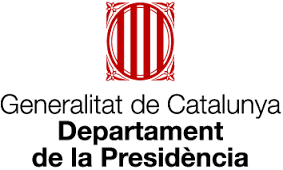 Generalitat de Catalunya
Departament
de la Presidència